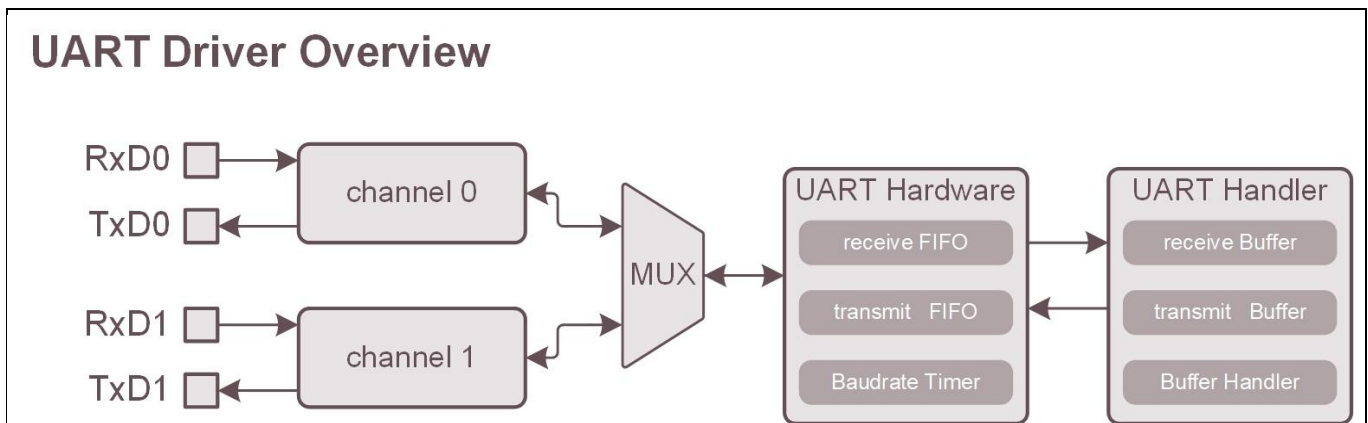 UART Driver Overview
RxD0
TxD0
channel 0
RxD1
TxD1
channel 1
MUX
UART Hardware
receive FIFO
transmit FIFO
Baudrate Timer
UART Handler
receive Buffer
transmit Buffer
Buffer Handler